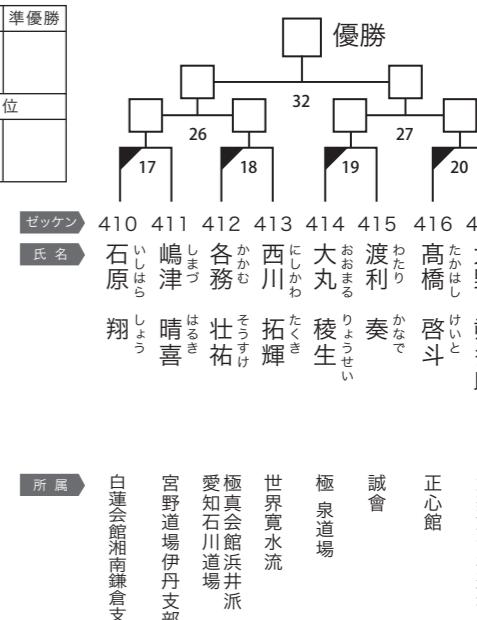 準優勝
位
優勝
32
26
27
17
18
19
20
ゼッケン
410 411 412 413 414 415 416 4
氏 名
石原 翔
いしはら しょう
嶋津 晴喜
しまづ はるき
各務 壮祐
かかむ そうすけ
西川 拓輝
にしかわ たくき
大丸 稜生
おおまる りょうせい
渡利 奏
わたり かなで
髙橋 啓斗
たかはし けいと
所 属
白蓮会館湘南鎌倉支
宮野道場伊丹支部
極真会館浜井派
愛知石川道場
世界寛水流
極 泉道場
誠會
正心館